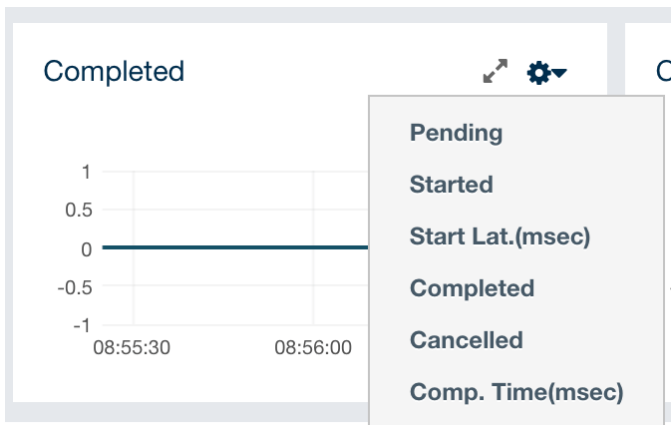 Completed
Pending
Started
Start Lat.(msec)
Completed
Cancelled
Comp. Time(msec)
1
0.5
0
-0.5
-1
08:55:30 08:56:00